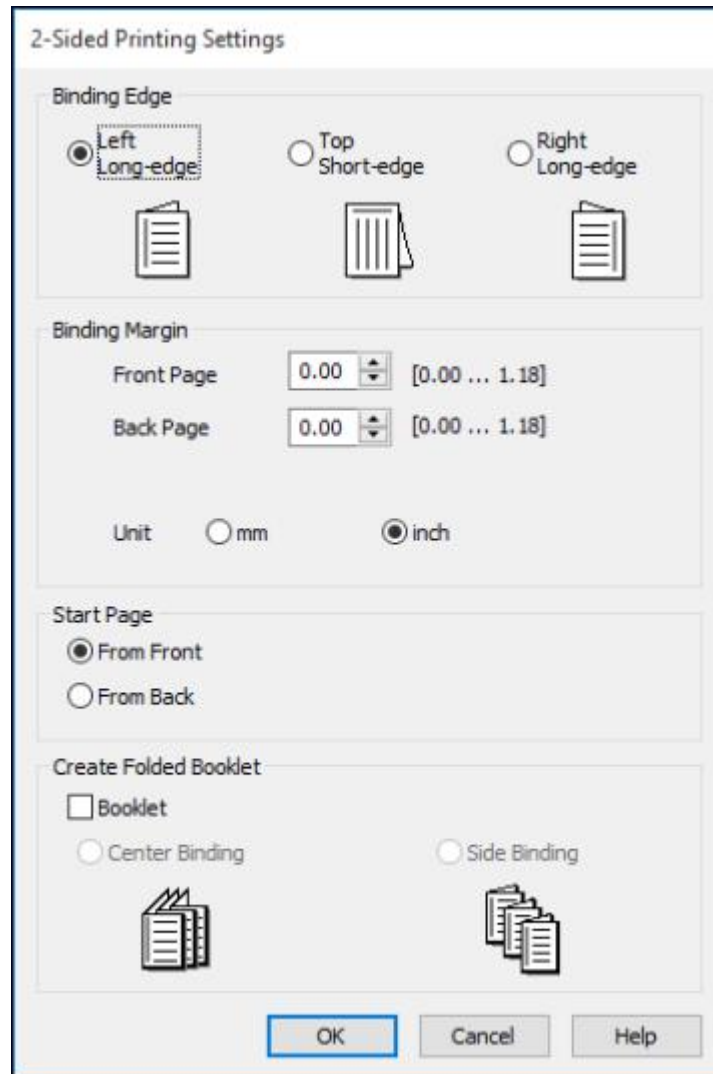 2-Sided Printing Settings
Binding Edge
Left
Long-edge
Top
Short-edge
Right
Long-edge
Binding Margin
Front Page 0.00 [0.00 ... 1.18]
Back Page 0.00 [0.00 ... 1.18]
Unit mm inch
Start Page
From Front
From Back
Create Folded Booklet
Booklet
Center Binding Side Binding
OK Cancel Help